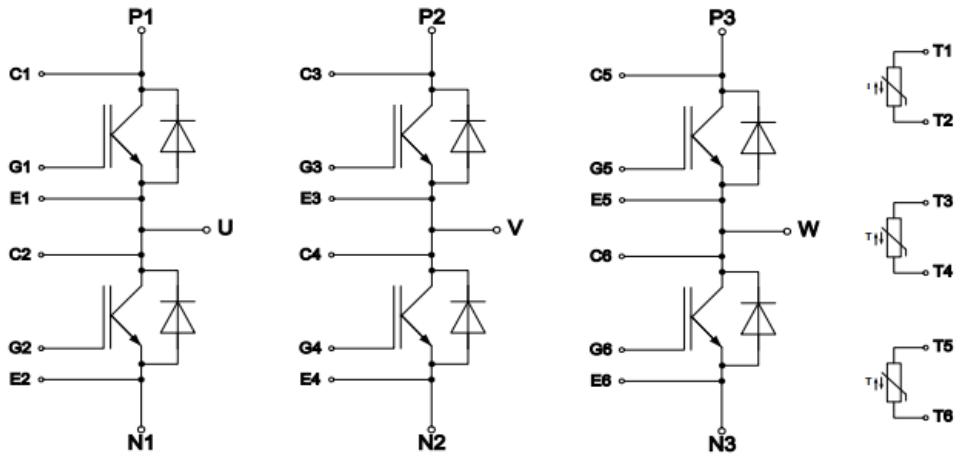 P1 P2 P3
C1 C3 C5 T1
T2
G1 G3 G5
E1 E3 E5 T3
U V W
C2 C4 C6
T4
G2 G4 G6 T5
E2 E4 E6
T6
N1 N2 N3